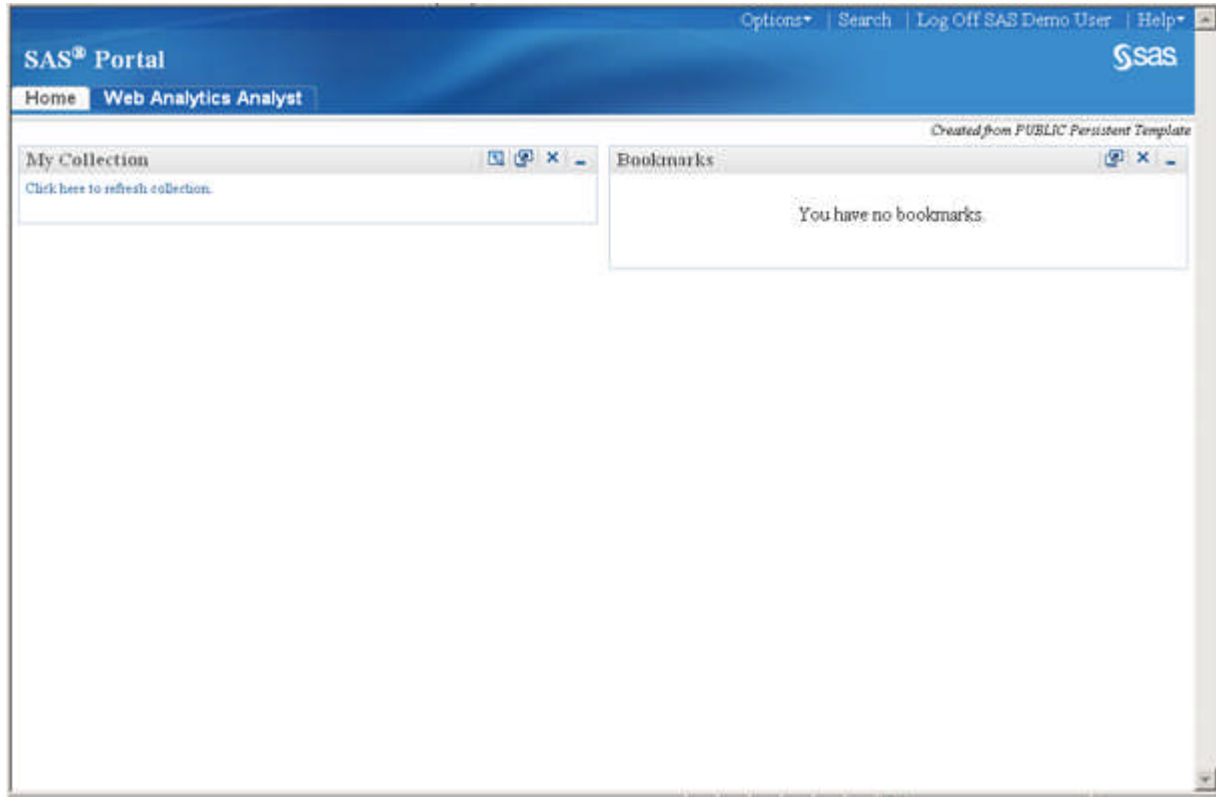 Options | Search | Log Off SAS Demo User | Help
SAS® Portal
sas
Home Web Analytics Analyst
Created from PUBLIC Persistent Template
My Collection
Bookmarks
Click here to refresh collection.
You have no bookmarks.